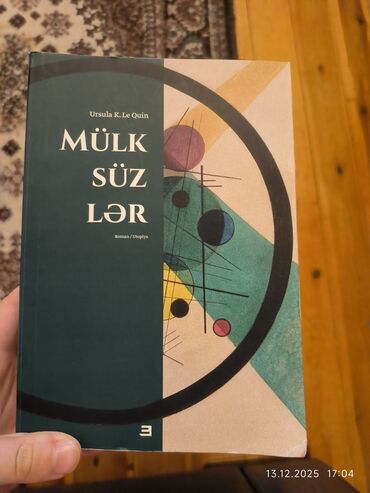 Ursula K. Le Quin
MÜLK
SÜZ
LƏR
Roman / Utopiya
13.12.2025 17:04